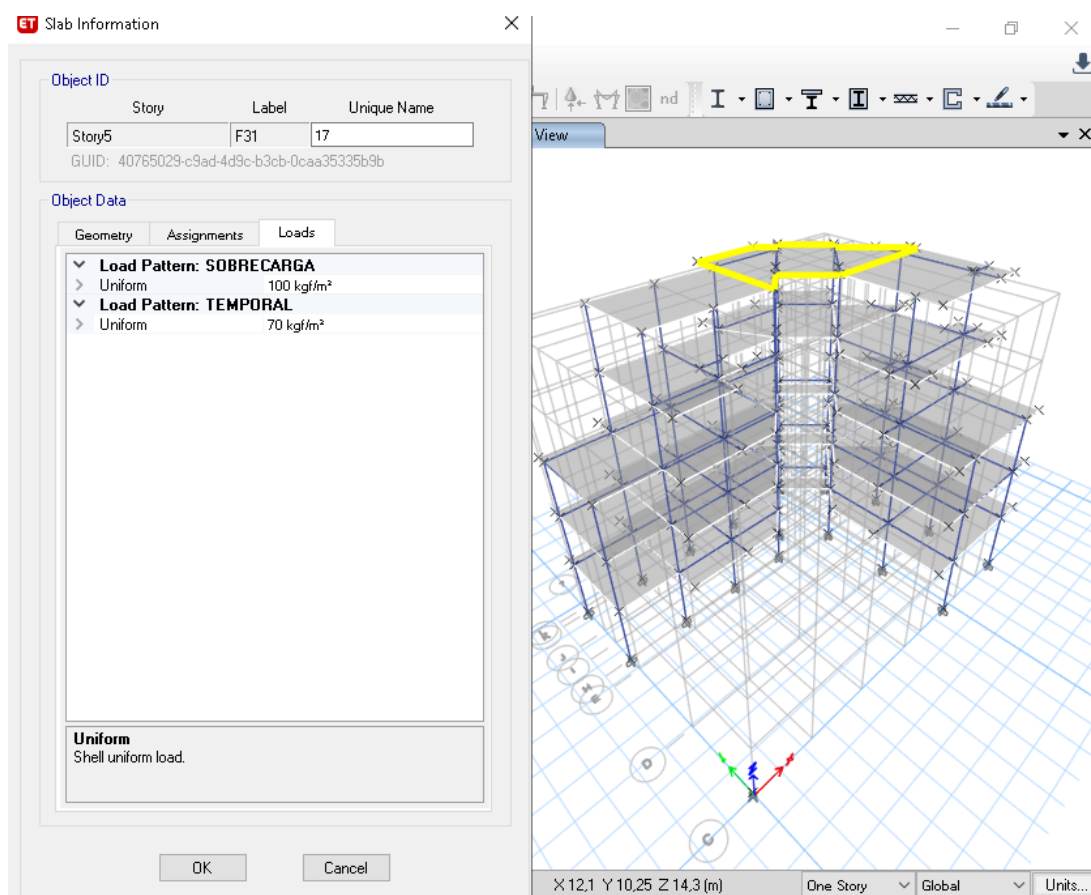 ET Slab Information
Object ID
Story Label Unique Name
Story5 F31 17
GUID: 40765029-c9ad-4d9c-b3cb-0caa35335b9b
Object Data
Geometry Assignments Loads
Load Pattern: SOBRECARGA
Uniform 100 kgf/m²
Load Pattern: TEMPORAL
Uniform 70 kgf/m²
Uniform
Shell uniform load.
OK Cancel
nd
View
D
C
X 12,1 Y 10,25 Z 14,3 (m) One Story Global Units...